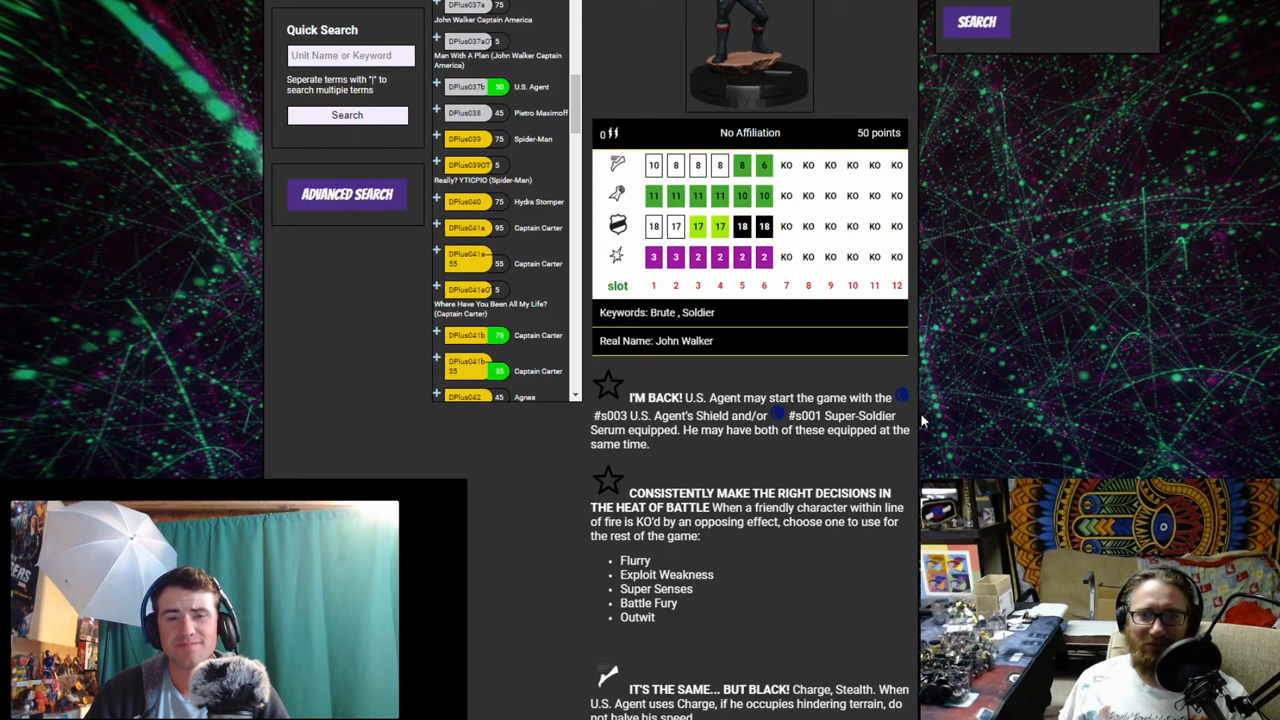 Quick Search
Unit Name or Keyword
Seperate terms with "|" to
search multiple terms
Search
ADVANCED SEARCH
DPlus037a 75
John Walker Captain America
DPlus037aOT 5
Man With A Plan (John Walker Captain
America)
DPlus037b 50 U.S. Agent
DPlus038 45 Pietro Maximoff
DPlus039 75 Spider-Man
DPlus039OT 5
Really? YTICPIO (Spider-Man)
DPlus040 75 Hydra Stomper
DPlus041a 95 Captain Carter
DPlus041a-
55 55 Captain Carter
DPlus041aOT 5
Where Have You Been All My Life?
(Captain Carter)
DPlus041b 75 Captain Carter
DPlus041b-
35 35 Captain Carter
DPlus042 45 Agnes
SEARCH
0 No Affiliation 50 points
10 8 8 8 8 6 KO KO KO KO KO KO
11 11 11 11 10 10 KO KO KO KO KO KO
18 17 17 17 18 18 KO KO KO KO KO KO
3 3 2 2 2 2 KO KO KO KO KO KO
slot 1 2 3 4 5 6 7 8 9 10 11 12
Keywords: Brute , Soldier
Real Name: John Walker
I'M BACK! U.S. Agent may start the game with the
#s003 U.S. Agent's Shield and/or #s001 Super-Soldier
Serum equipped. He may have both of these equipped at the
same time.
CONSISTENTLY MAKE THE RIGHT DECISIONS IN
THE HEAT OF BATTLE When a friendly character within line
of fire is KO'd by an opposing effect, choose one to use for
the rest of the game:
• Flurry
• Exploit Weakness
• Super Senses
• Battle Fury
• Outwit
IT'S THE SAME... BUT BLACK! Charge, Stealth. When
U.S. Agent uses Charge, if he occupies hindering terrain, do
not halve his speed.